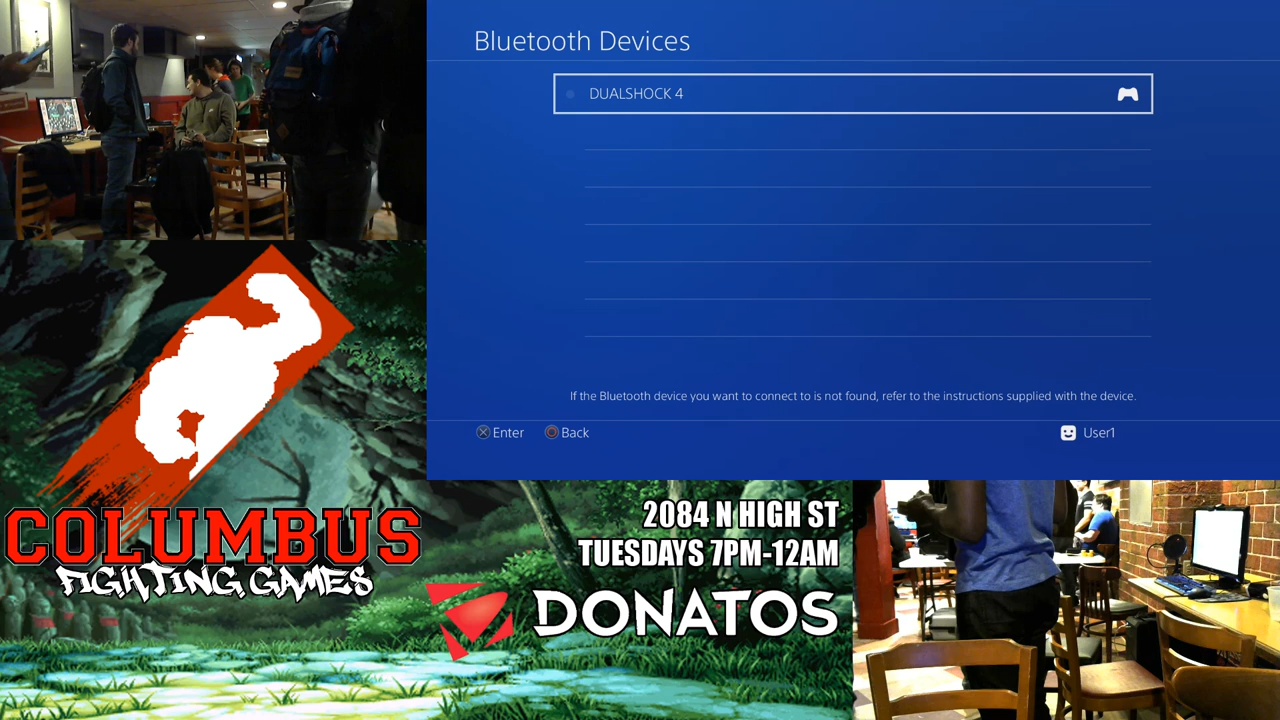 Bluetooth Devices
DUALSHOCK 4
If the Bluetooth device you want to connect to is not found, refer to the instructions supplied with the device.
Enter
Back
User1
COLUMBUS
FIGHTING GAMES
2084 N HIGH ST
TUESDAYS 7PM-12AM
DONATOS